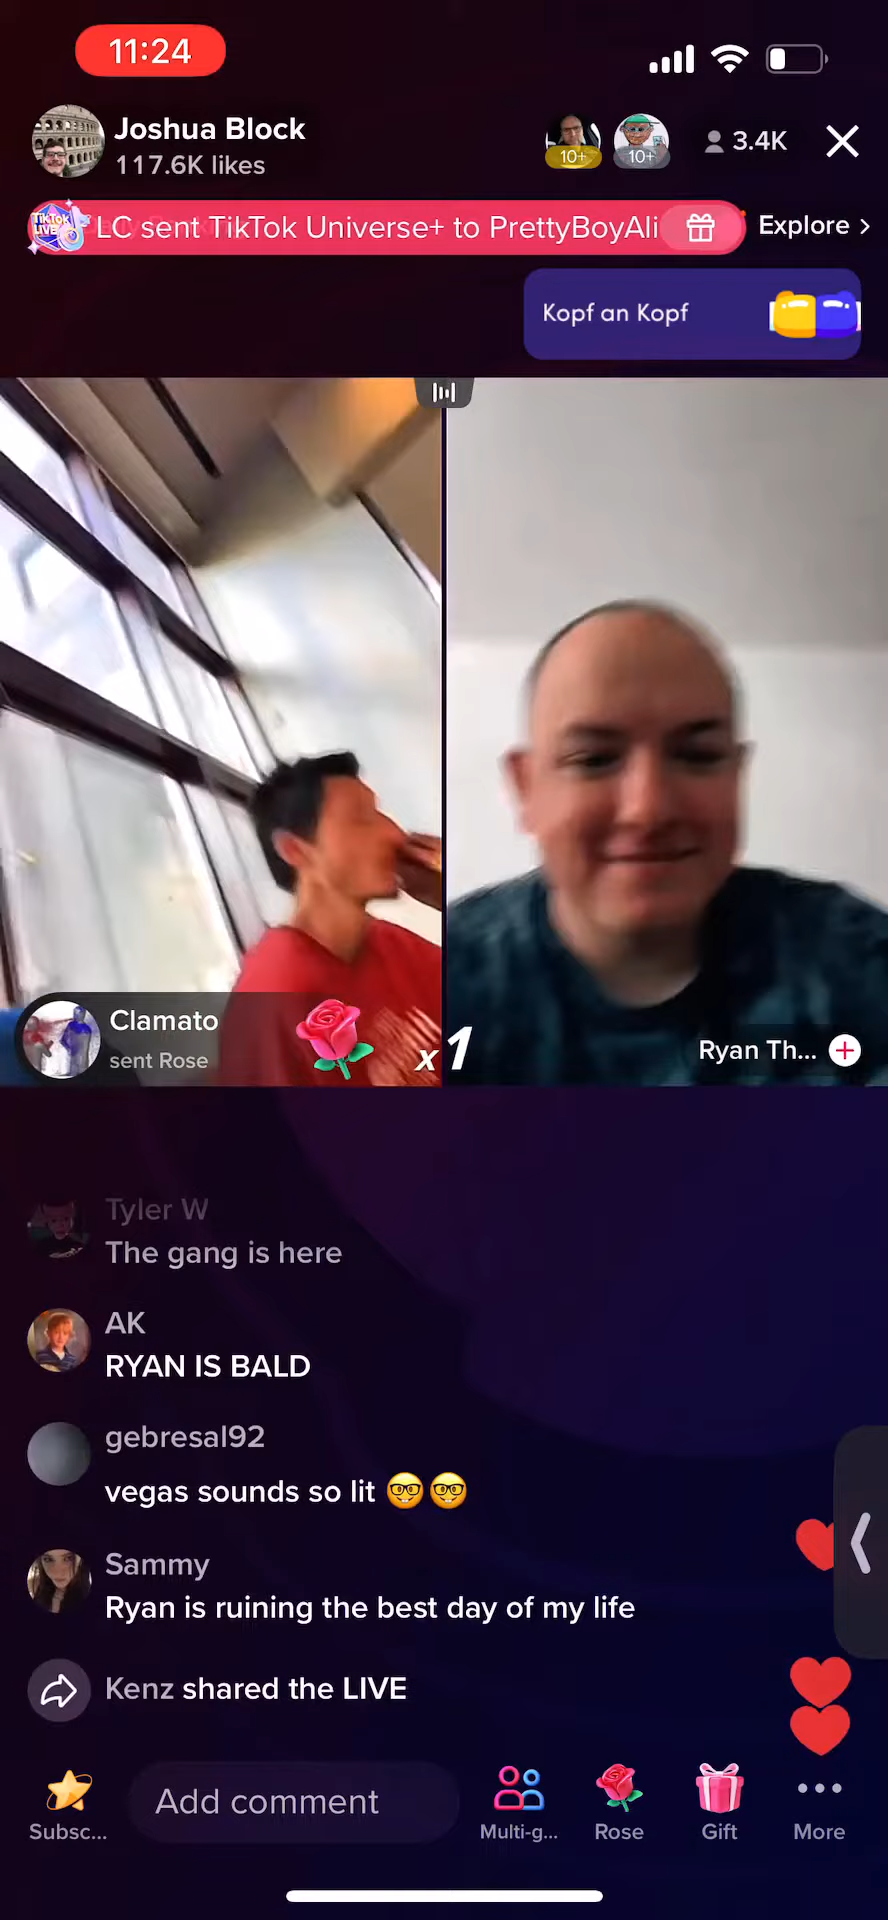 11:24
Joshua Block
117.6K likes
10+
10+
3.4K
TikTok
LIVE
LC sent TikTok Universe+ to PrettyBoyAli
Explore >
Kopf an Kopf
Clamato
sent Rose
x1
Ryan Th...
Tyler W
The gang is here
AK
RYAN IS BALD
gebresal92
vegas sounds so lit 🤓🤓
Sammy
Ryan is ruining the best day of my life
Kenz shared the LIVE
Add comment
Subsc...
Multi-g...
Rose
Gift
More